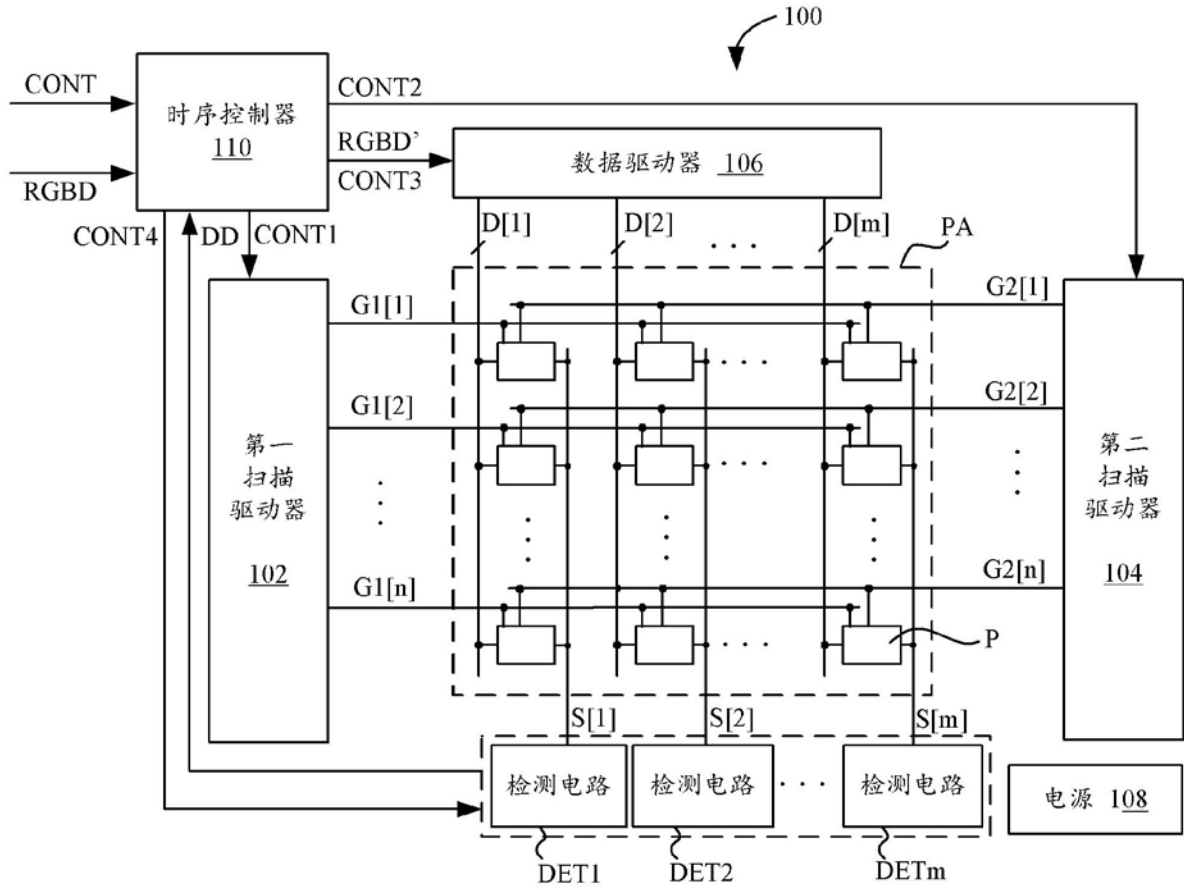 100
CONT
CONT2
时序控制器
110
RGBD’
数据驱动器 106
RGBD
CONT3
CONT4
DD
CONT1
D[1]
D[2]
. . .
D[m]
PA
G1[1]
G2[1]
. . .
G1[2]
G2[2]
. . .
第一
扫描
驱动器
102
第二
扫描
驱动器
104
G1[n]
G2[n]
. . .
P
S[1]
S[2]
S[m]
检测电路
检测电路
. . .
检测电路
电源 108
DET1
DET2
DETm